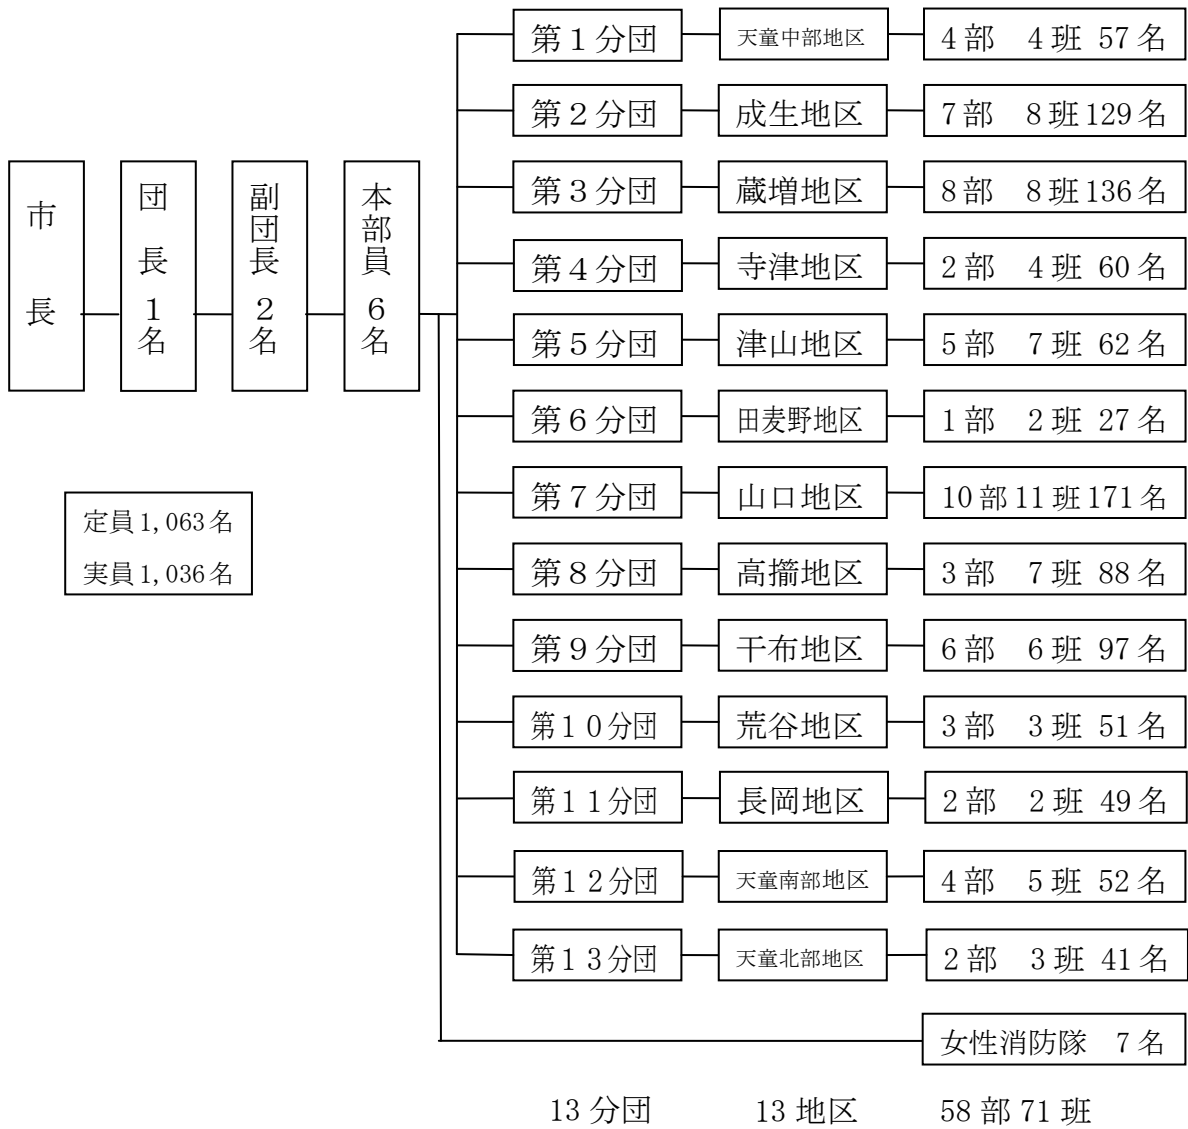 市長
団長1名
副団長2名
本部員6名
定員1,063名
実員1,036名
第1分団 天童中部地区 4部 4班 57名
第2分団 成生地区 7部 8班129名
第3分団 蔵増地区 8部 8班136名
第4分団 寺津地区 2部 4班 60名
第5分団 津山地区 5部 7班 62名
第6分団 田麦野地区 1部 2班 27名
第7分団 山口地区 10部11班171名
第8分団 高擶地区 3部 7班 88名
第9分団 干布地区 6部 6班 97名
第10分団 荒谷地区 3部 3班 51名
第11分団 長岡地区 2部 2班 49名
第12分団 天童南部地区 4部 5班 52名
第13分団 天童北部地区 2部 3班 41名
女性消防隊 7名
13分団 13地区 58部71班